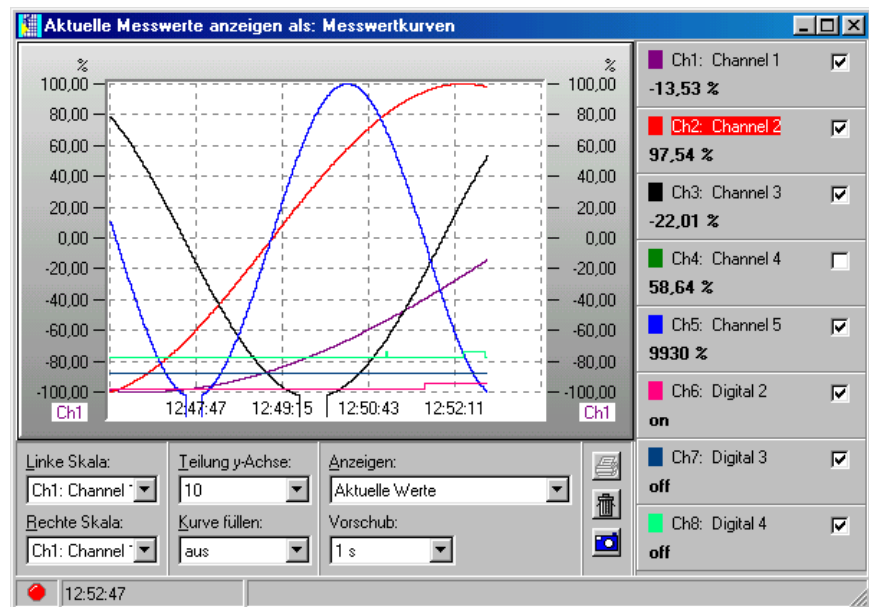 Aktuelle Messwerte anzeigen als: Messwertkurven
% %
100,00 100,00
80,00 80,00
60,00 60,00
40,00 40,00
20,00 20,00
0,00 0,00
-20,00 -20,00
-40,00 -40,00
-60,00 -60,00
-80,00 -80,00
-100,00 -100,00
Ch1 12:47:47 12:49:15 12:50:43 12:52:11 Ch1
Ch1: Channel 1
-13,53 %
Ch2: Channel 2
97,54 %
Ch3: Channel 3
-22,01 %
Ch4: Channel 4
58,64 %
Ch5: Channel 5
9930 %
Ch6: Digital 2
on
Ch7: Digital 3
off
Ch8: Digital 4
off
Linke Skala: Teilung y-Achse: Anzeigen:
Ch1: Channel 10 Aktuelle Werte
Rechte Skala: Kurve füllen: Vorschub:
Ch1: Channel aus 1 s
12:52:47